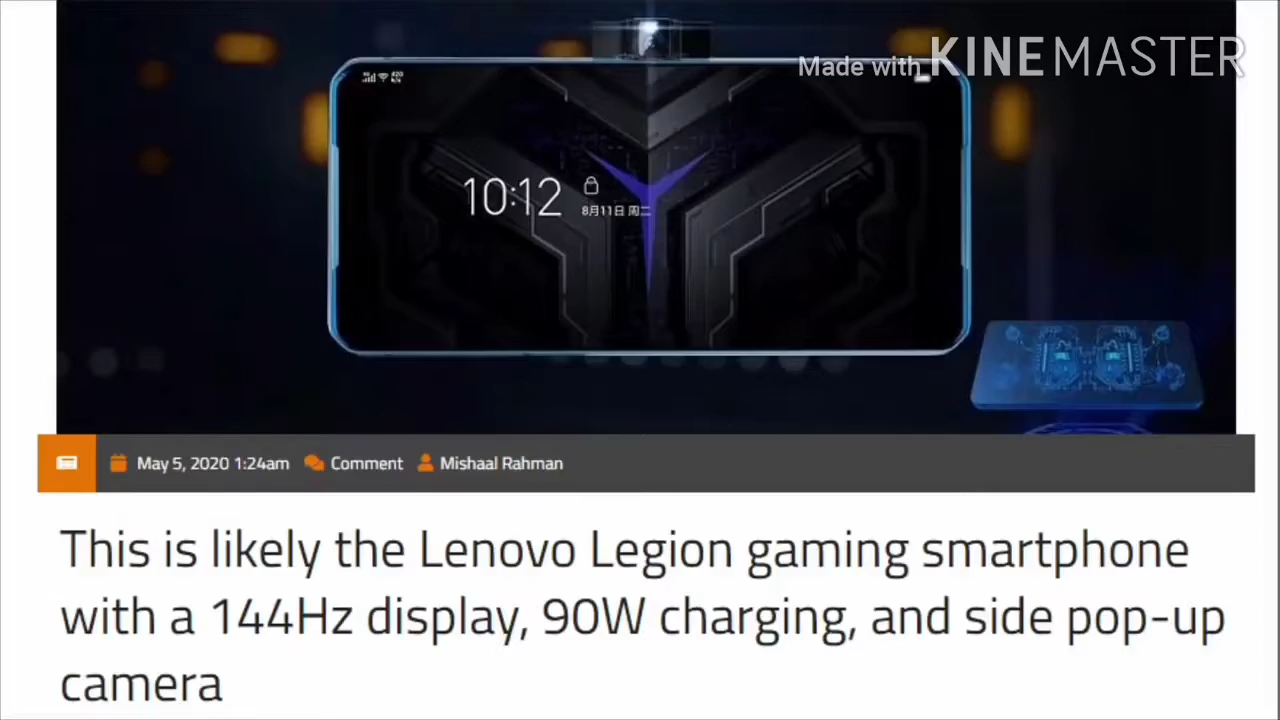 Made with KINEMASTER
10:12
8月11日 周二
May 5, 2020 1:24am Comment Mishaal Rahman
This is likely the Lenovo Legion gaming smartphone
with a 144Hz display, 90W charging, and side pop-up
camera